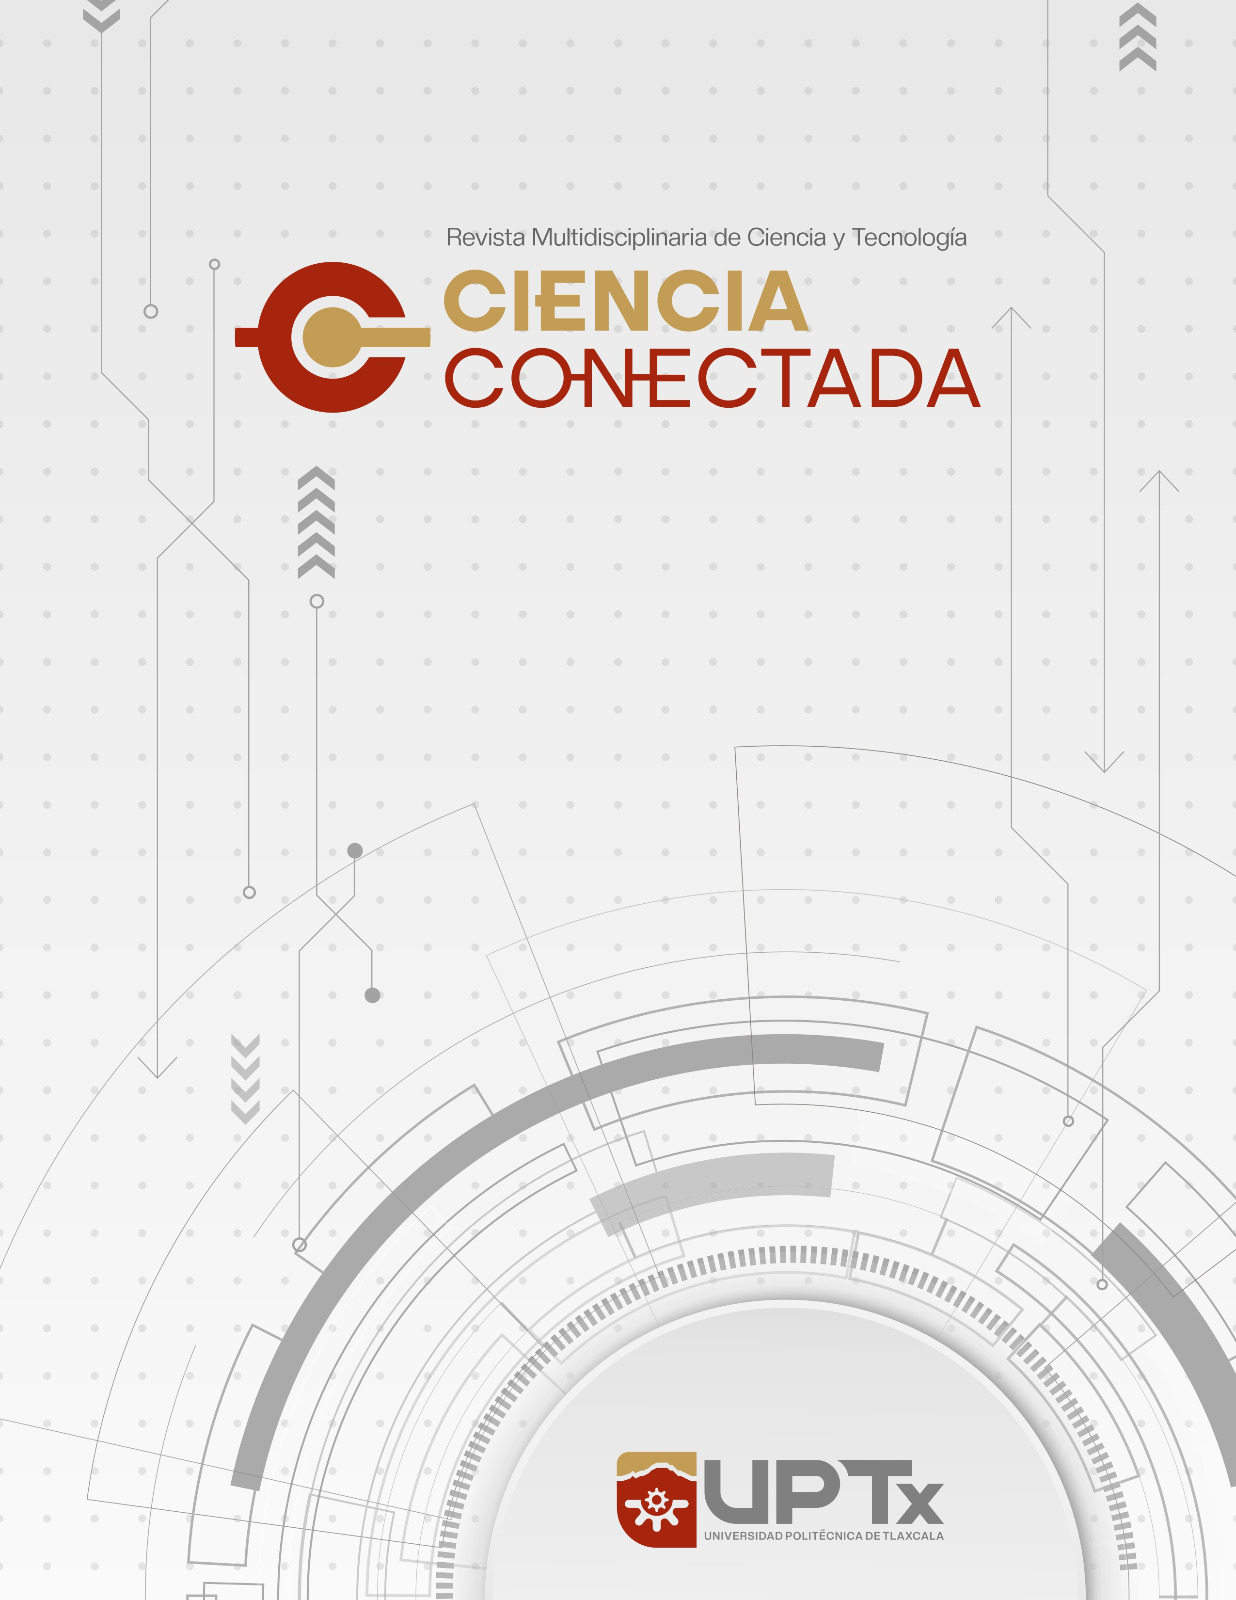 Revista Multidisciplinaria de Ciencia y Tecnología
CIENCIA
CONECTADA
UPTx
UNIVERSIDAD POLITÉCNICA DE TLAXCALA